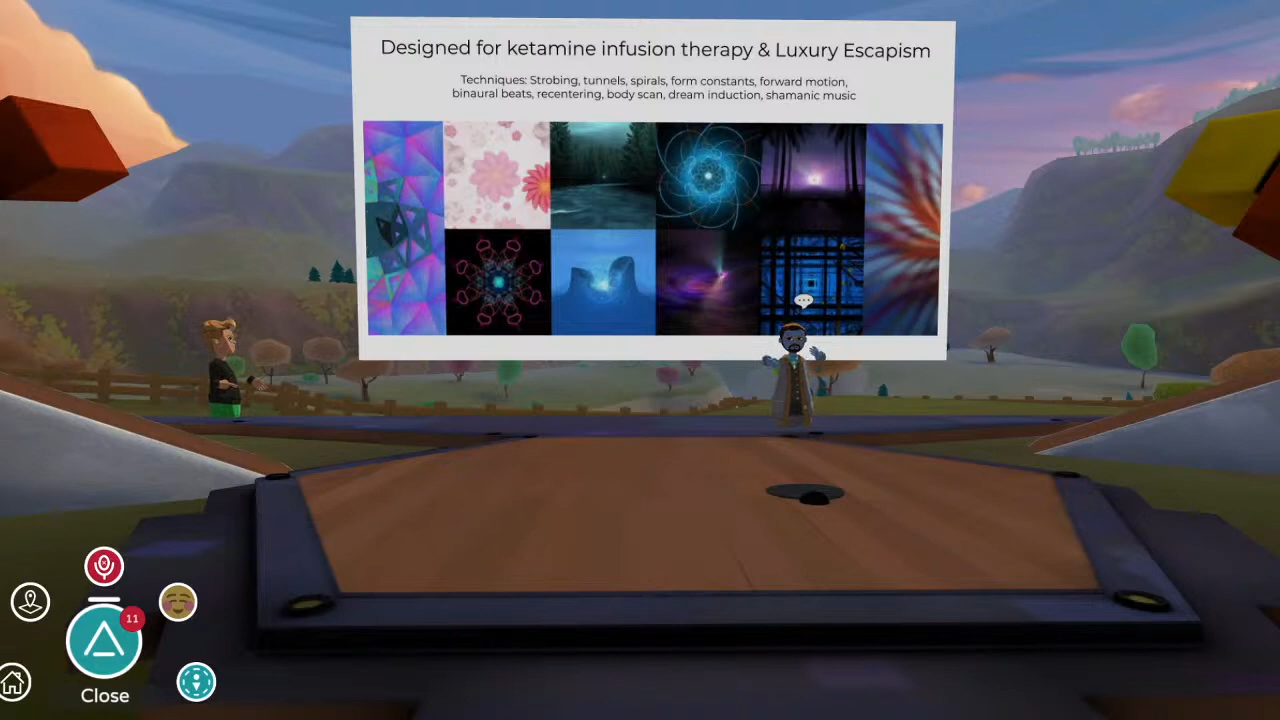 Designed for ketamine infusion therapy & Luxury Escapism
Techniques: Strobing, tunnels, spirals, form constants, forward motion,
binaural beats, recentering, body scan, dream induction, shamanic music
11
Close